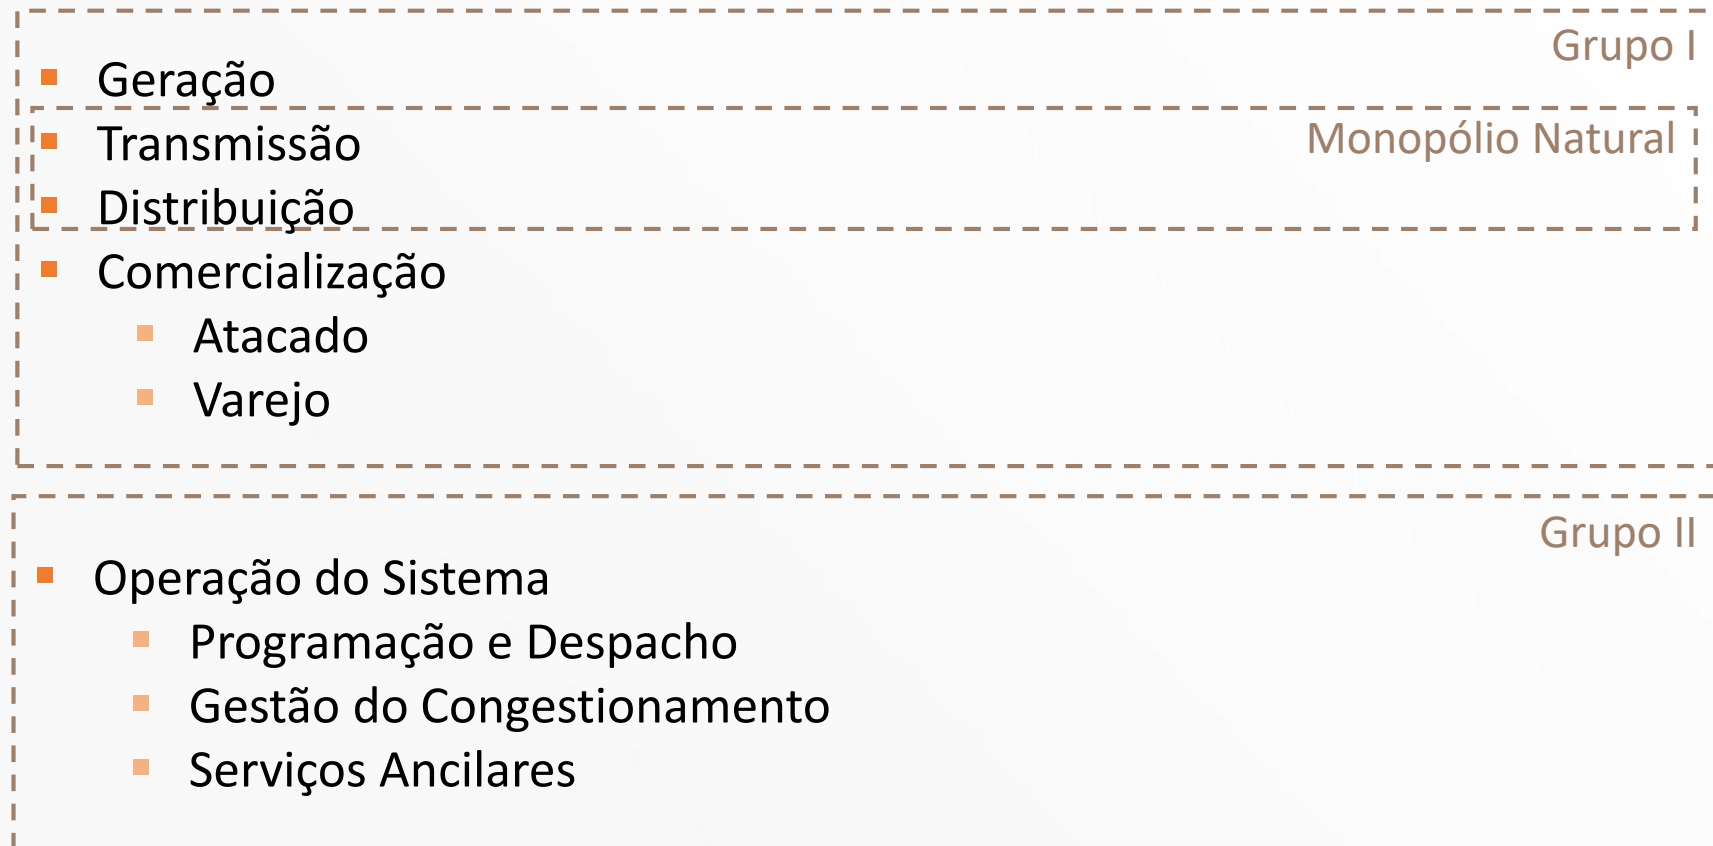 Grupo I
Geração
Transmissão
Monopólio Natural
Distribuição
Comercialização
Atacado
Varejo
Grupo II
Operação do Sistema
Programação e Despacho
Gestão do Congestionamento
Serviços Ancilares